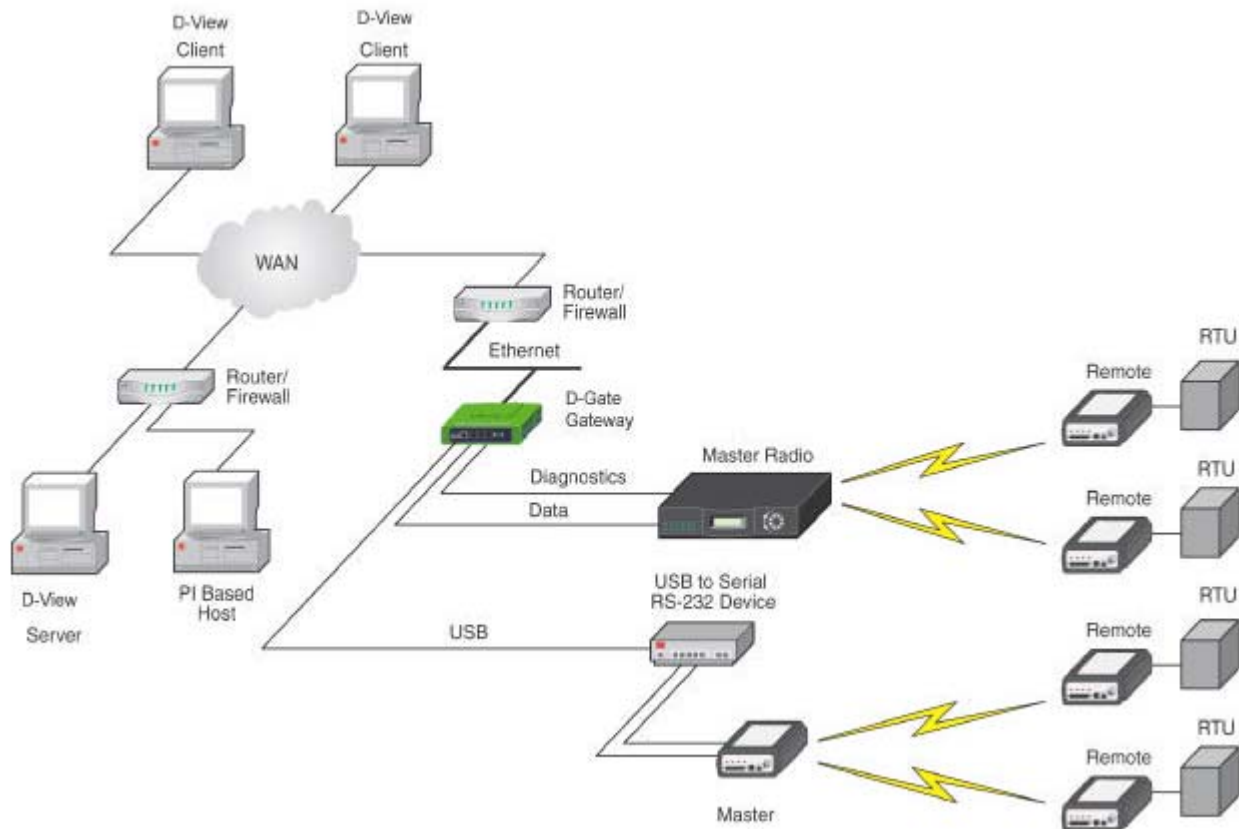 D-View
Client
D-View
Client
WAN
Router/
Firewall
Ethernet
D-Gate
Gateway
Router/
Firewall
D-View
Server
PI Based
Host
Diagnostics
Data
Master Radio
USB
USB to Serial
RS-232 Device
Master
Remote
RTU
Remote
RTU
Remote
RTU
Remote
RTU